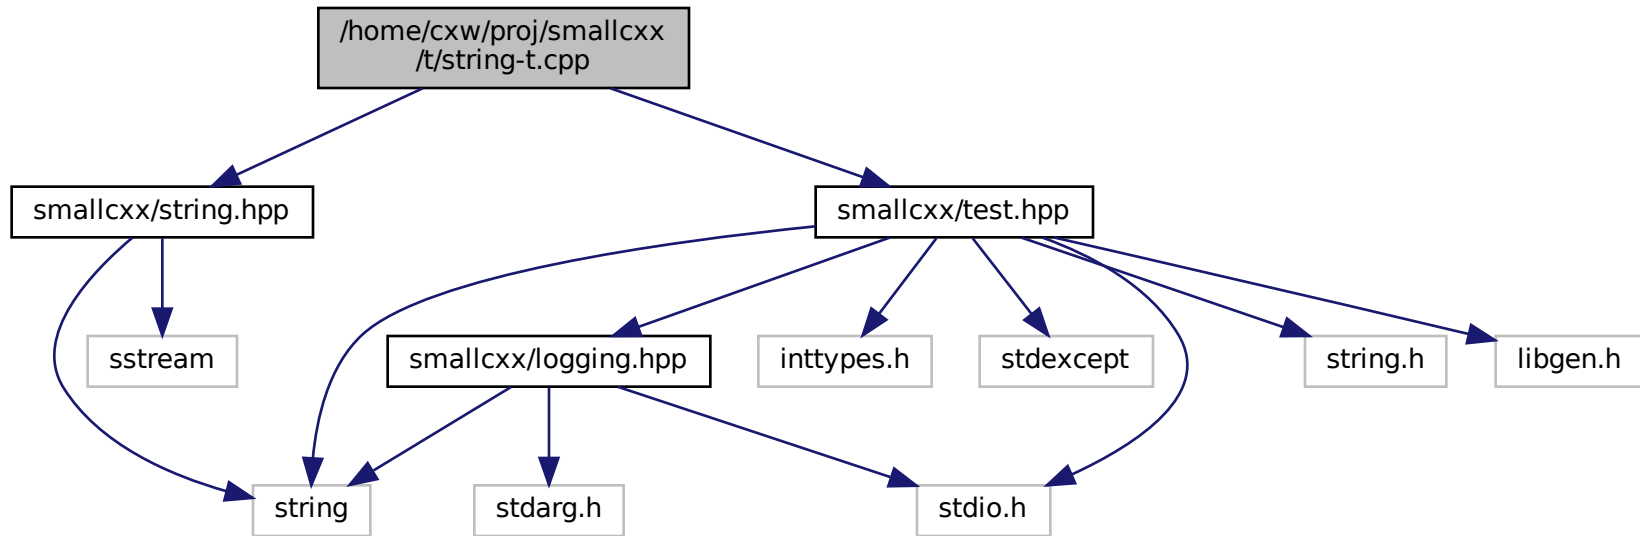 /home/cxw/proj/smallcxx
/t/string-t.cpp
smallcxx/string.hpp
smallcxx/test.hpp
sstream
smallcxx/logging.hpp
inttypes.h
stdexcept
string.h
libgen.h
string
stdarg.h
stdio.h